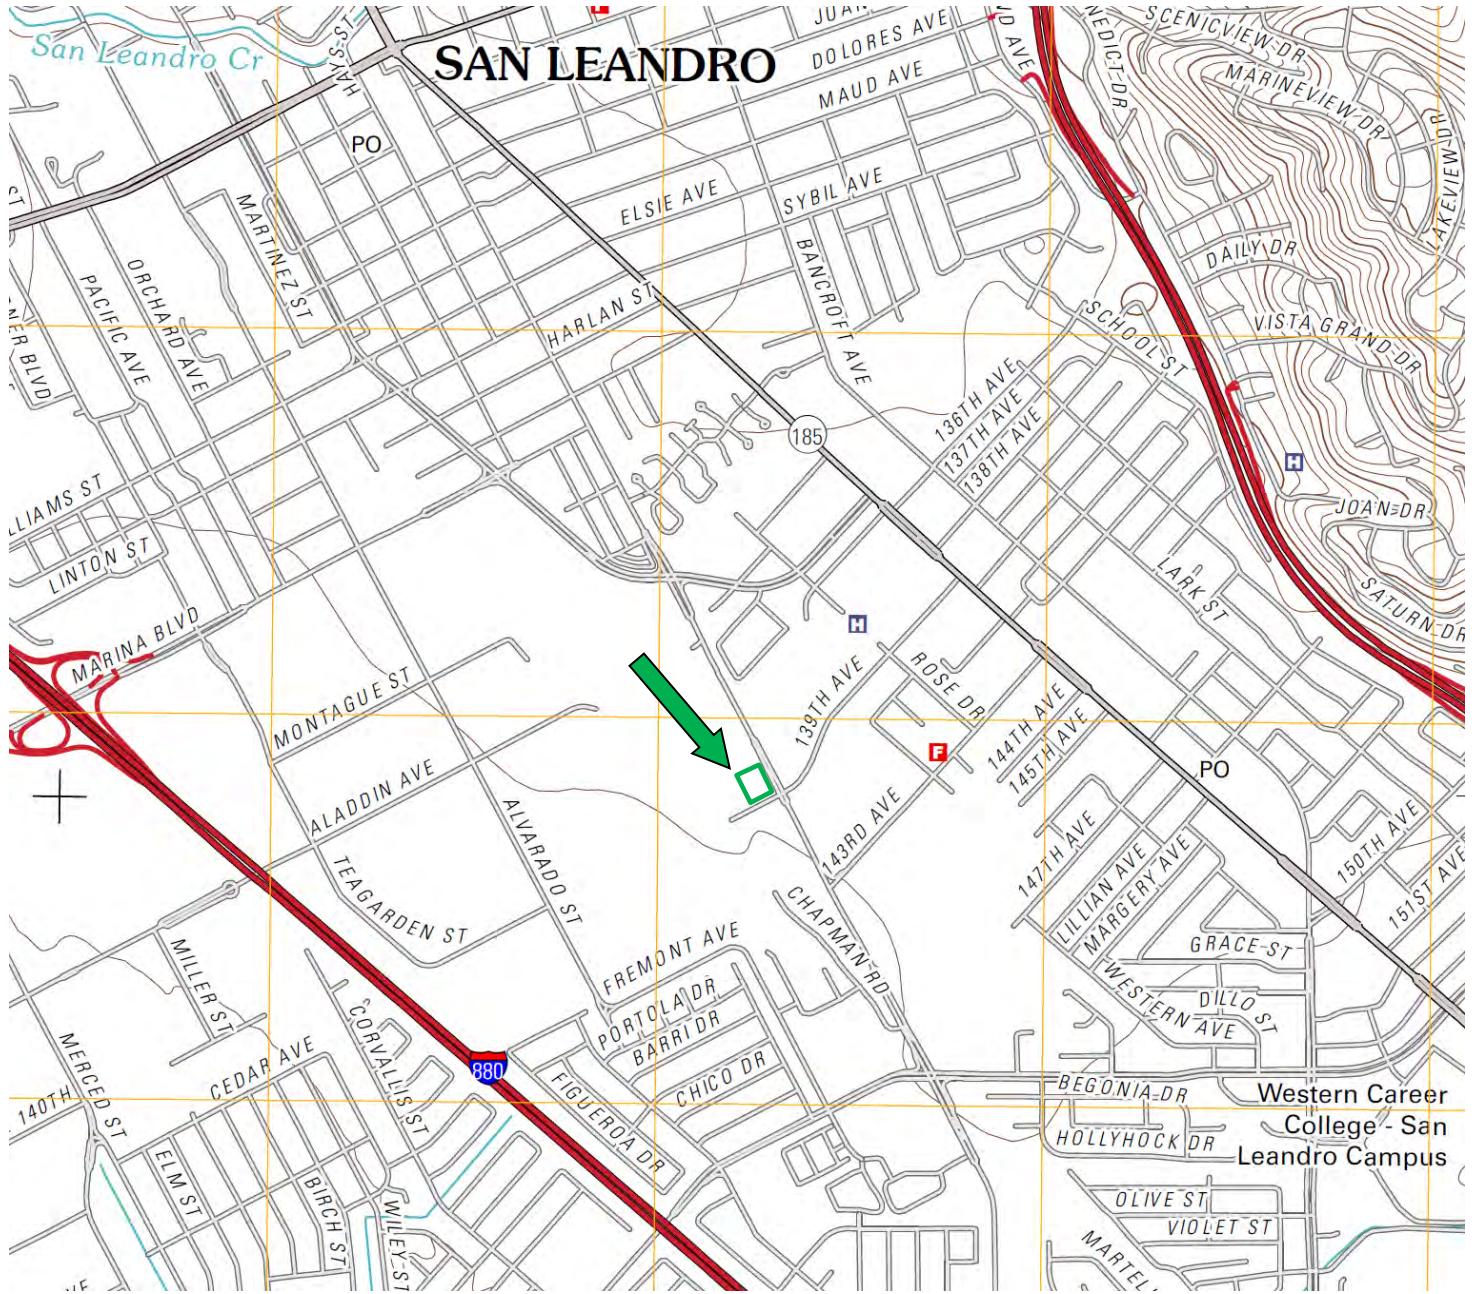 JUAN
SCENICVIEW DR
DOLORES AVE
HAYS ST
San Leandro Cr
SAN LEANDRO
MAUD AVE
MARINEVIEW DR
PO
LAKEVIEW DR
ELSIE AVE
SYBIL AVE
MARTINEZ ST
BANCROFT AVE
DAILY DR
ORCHARD AVE
PACIFIC AVE
HARLAN ST
SCHOOL ST
VISTA GRAND DR
NER BLVD
136TH AVE
137TH AVE
138TH AVE
185
H
LLIAMS ST
JOAN DR
LINTON ST
LARK ST
SATURN DR
MARINA BLVD
H
MONTAGUE ST
139TH AVE
ROSE DR
144TH AVE
145TH AVE
F
PO
ALADDIN AVE
ALVARADO ST
143RD AVE
147TH AVE
150TH AVE
151ST AVE
TEAGARDEN ST
CHAPMAN RD
LILLIAN AVE
MARGERY AVE
GRACE ST
MILLER ST
FREMONT AVE
WESTERN AVE
DILLO ST
PORTOLA DR
BARRI DR
CORVALLIS ST
MERCED ST
CEDAR AVE
880
CHICO DR
FIGUEROA DR
140TH
BEGONIA DR
Western Career
College - San
Leandro Campus
HOLLYHOCK DR
ELM ST
BIRCH ST
WILEY ST
OLIVE ST
VIOLET ST
MARTELL